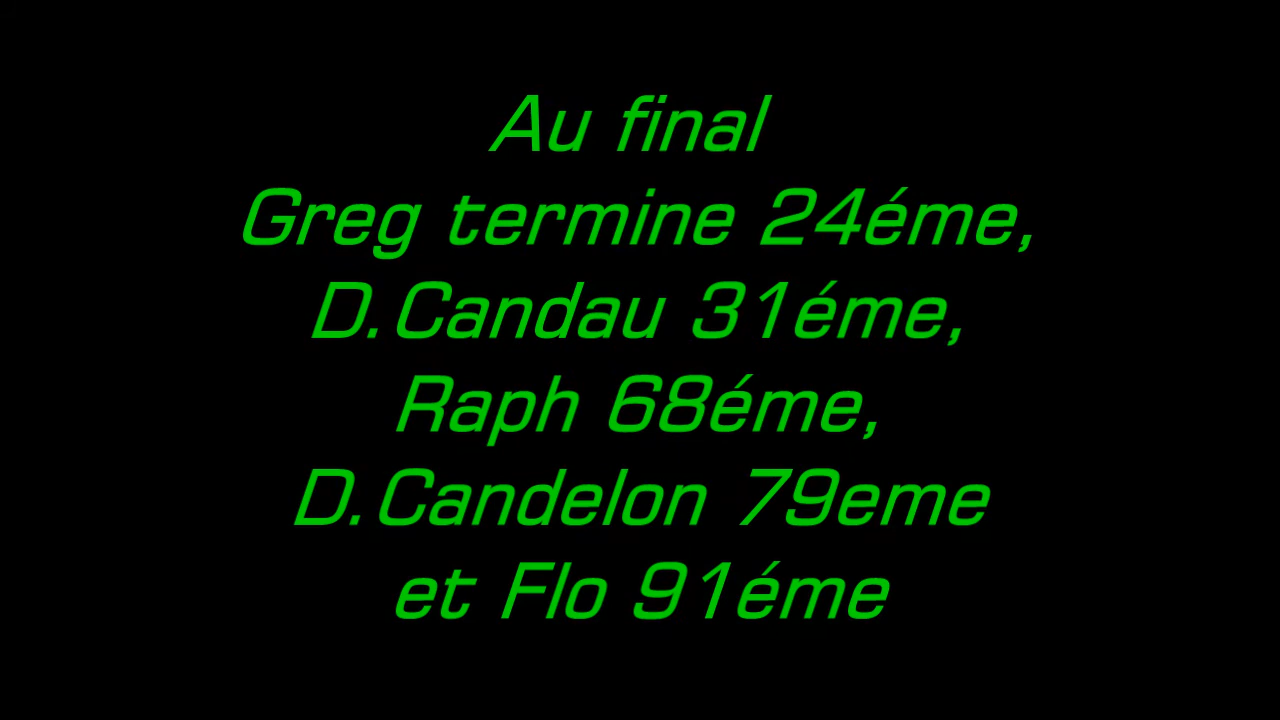 Au final
Greg termine 24éme,
D.Candau 31éme,
Raph 68éme,
D.Candelon 79eme
et Flo 91éme